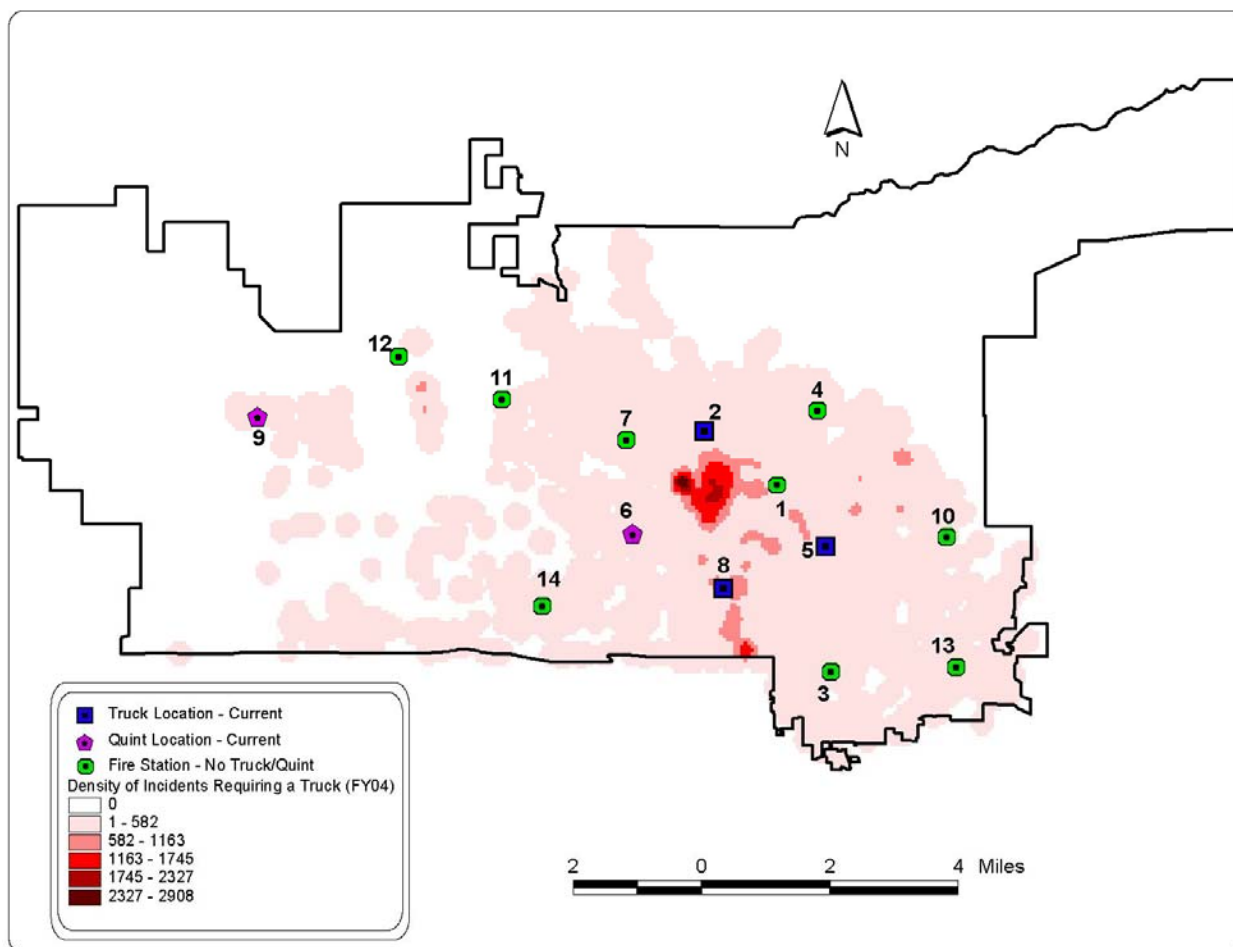 N
12
11
4
7
2
9
6
1
10
5
8
14
13
3
Truck Location - Current
Quint Location - Current
Fire Station - No Truck/Quint
Density of Incidents Requiring a Truck (FY04)
0
1 - 582
582 - 1163
1163 - 1745
1745 - 2327
2327 - 2908
2 0 2 4 Miles